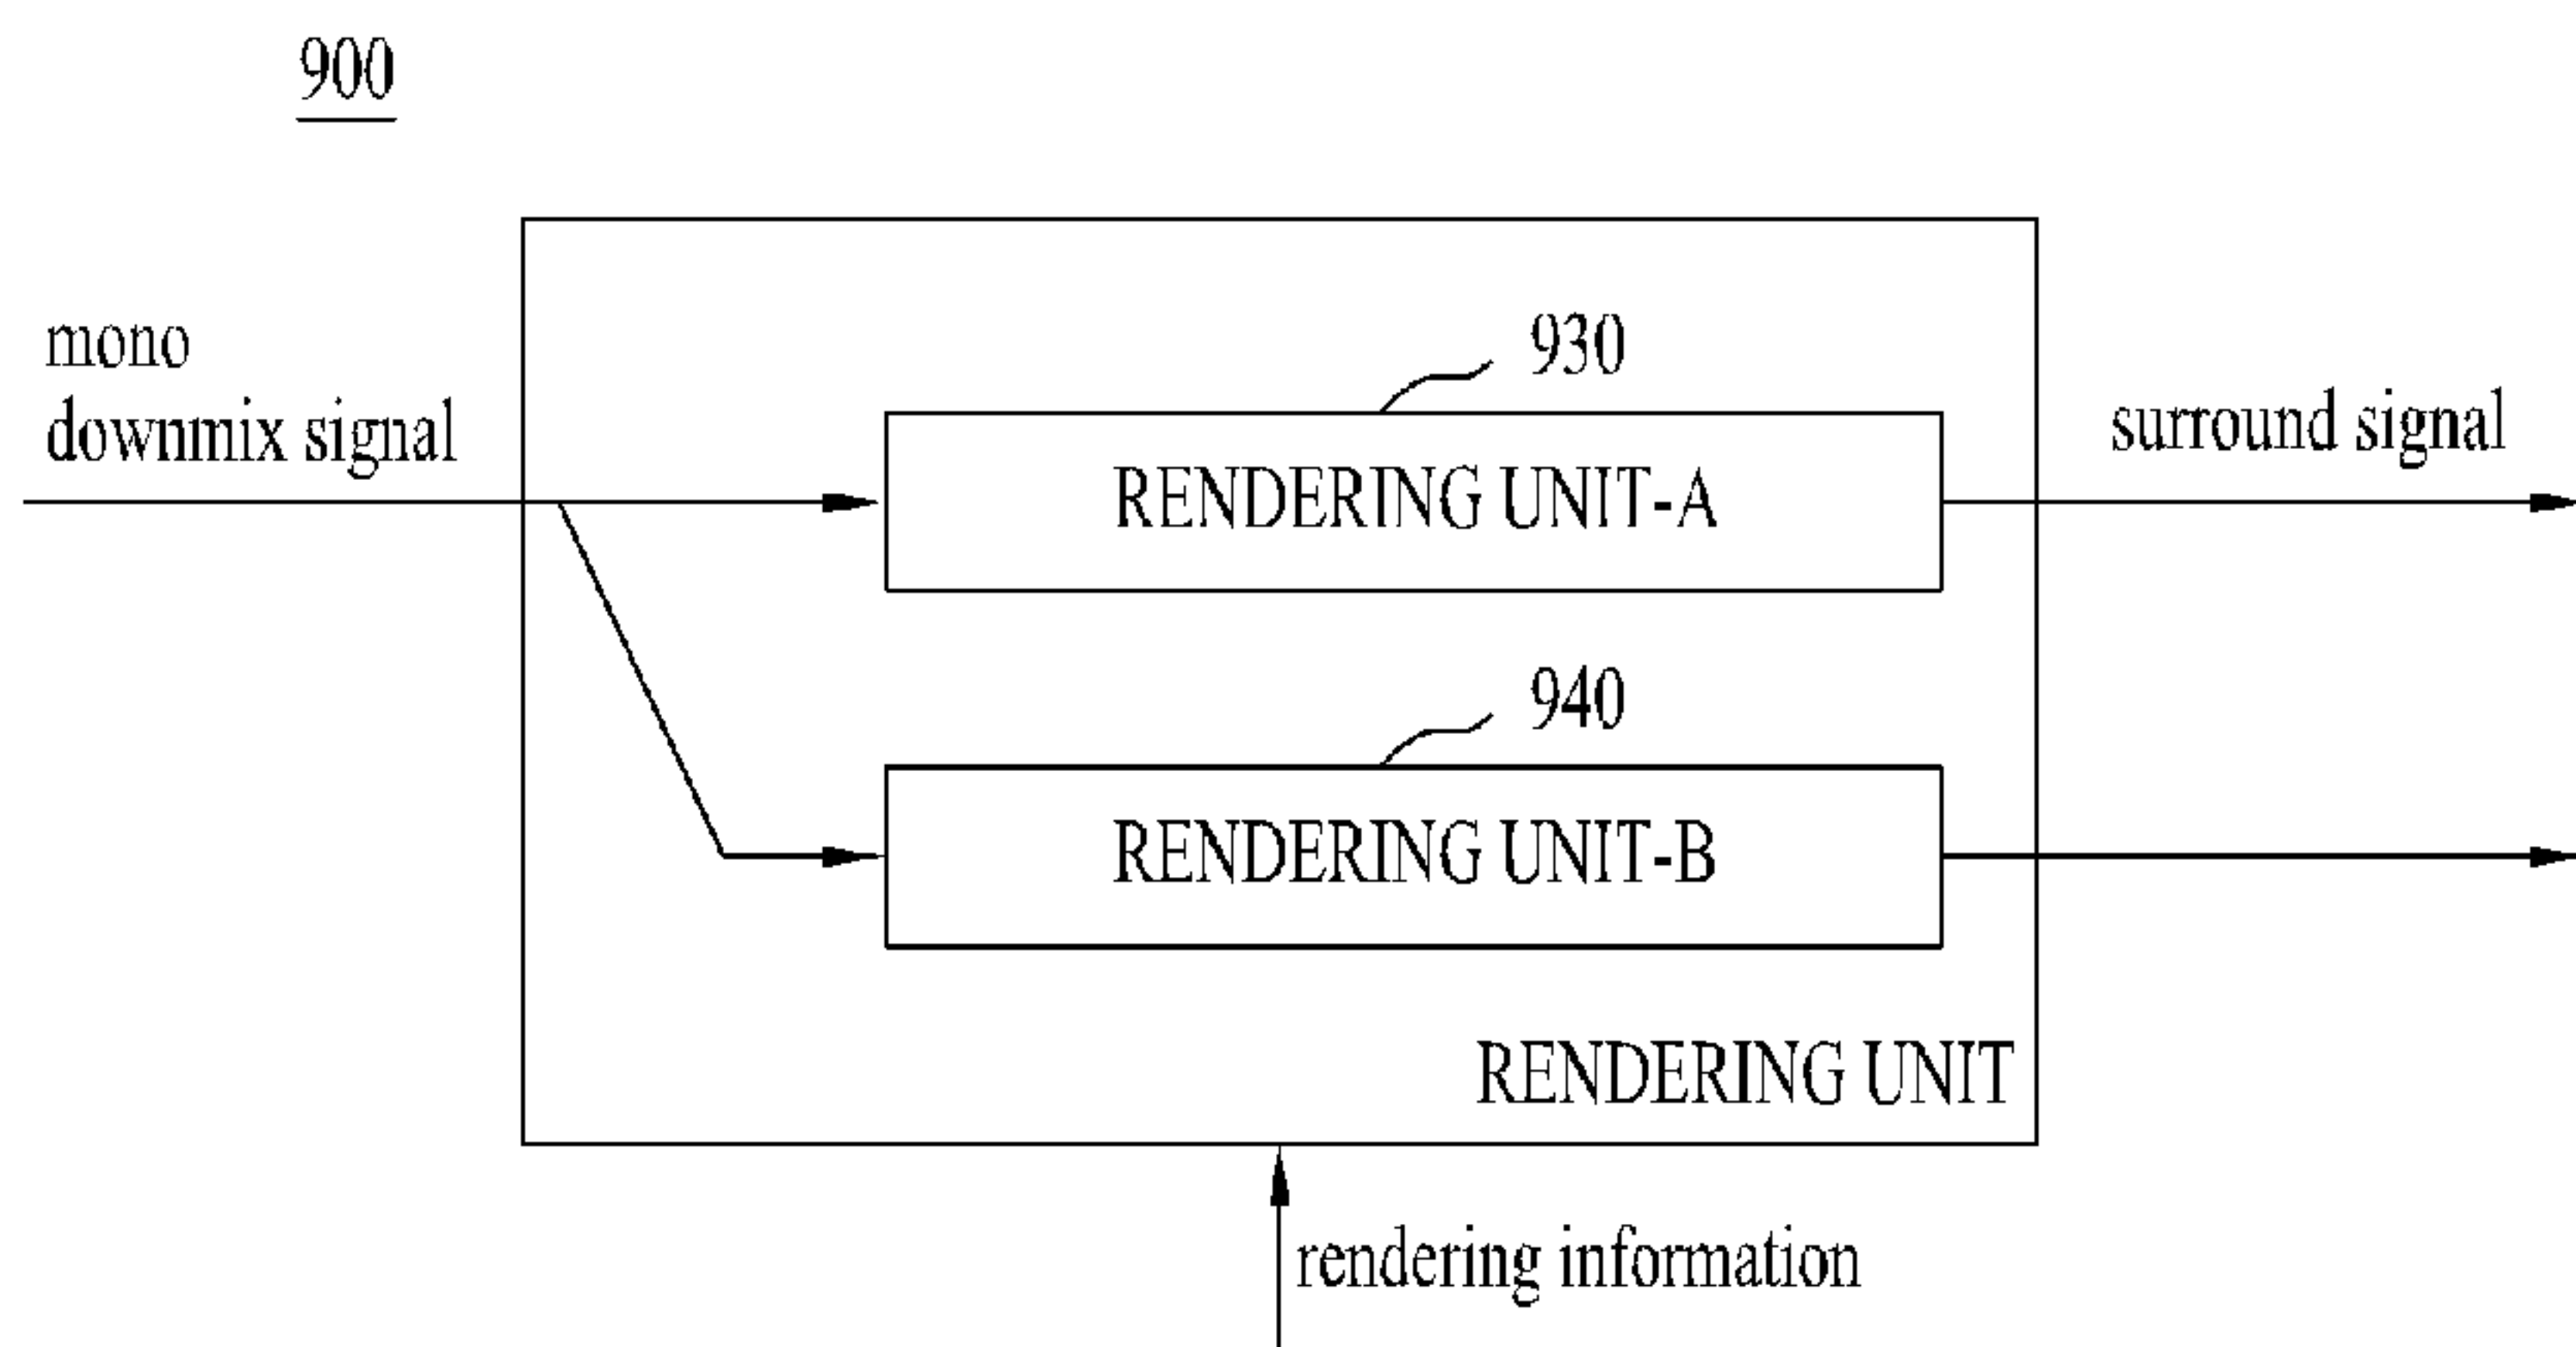 900
mono
downmix signal
930
surround signal
RENDERING UNIT-A
940
RENDERING UNIT-B
RENDERING UNIT
rendering information